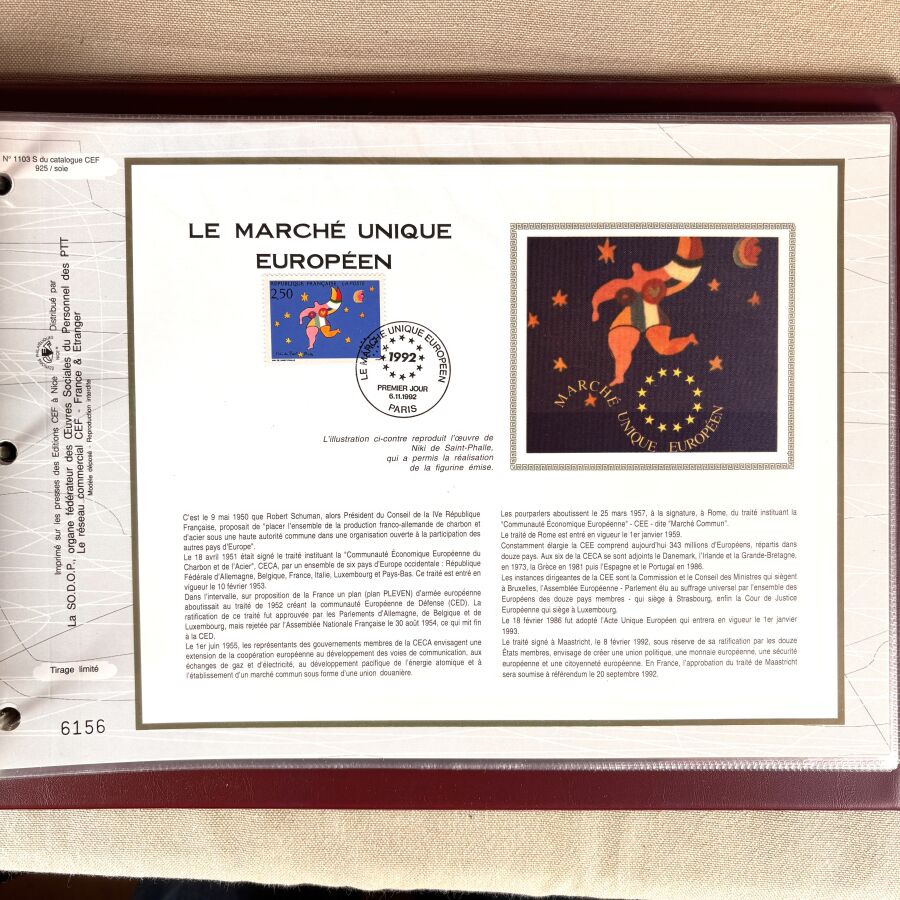 N° 1103 S du catalogue CEF
925 / soie
Imprimé sur les presses des Editions CEF à Nice
Distribué par
La SO.D.OP., organe fédérateur des Œuvres Sociales du Personnel des PTT
Le réseau commercial CEF - France & Etranger
Modèle déposé - Reproduction interdite
Tirage limité
6156
LE MARCHÉ UNIQUE
EUROPÉEN
RÉPUBLIQUE FRANÇAISE LA POSTE
2,50
LE MARCHÉ UNIQUE EUROPÉEN
1992
PREMIER JOUR
6.11.1992
PARIS
L'illustration ci-contre reproduit l'œuvre de
Niki de Saint-Phalle,
qui a permis la réalisation
de la figurine émise.
MARCHÉ UNIQUE EUROPÉEN
C'est le 9 mai 1950 que Robert Schuman, alors Président du Conseil de la IVe République
Française, proposait de "placer l'ensemble de la production franco-allemande de charbon et
d'acier sous une haute autorité commune dans une organisation ouverte à la participation des
autres pays d'Europe".
Le 18 avril 1951 était signé le traité instituant la "Communauté Économique Européenne du
Charbon et de l'Acier", CECA, par un ensemble de six pays d'Europe occidentale : République
Fédérale d'Allemagne, Belgique, France, Italie, Luxembourg et Pays-Bas. Ce traité est entré en
vigueur le 10 février 1953.
Dans l'intervalle, sur proposition de la France un plan (plan PLEVEN) d'armée européenne
aboutissait au traité de 1952 créant la communauté Européenne de Défense (CED). La
ratification de ce traité fut approuvée par les Parlements d'Allemagne, de Belgique et de
Luxembourg, mais rejetée par l'Assemblée Nationale Française le 30 août 1954, ce qui mit fin
à la CED.
Le 1er juin 1955, les représentants des gouvernements membres de la CECA envisagent une
extension de la coopération européenne au développement des voies de communication, aux
échanges de gaz et d'électricité, au développement pacifique de l'énergie atomique et à
l'établissement d'un marché commun sous forme d'une union douanière.
Les pourparlers aboutissent le 25 mars 1957, à la signature, à Rome, du traité instituant la
"Communauté Économique Européenne" - CEE - dite "Marché Commun".
Le traité de Rome est entré en vigueur le 1er janvier 1959.
Constamment élargie la CEE comprend aujourd'hui 343 millions d'Européens, répartis dans
douze pays. Aux six de la CECA se sont adjoints le Danemark, l'Irlande et la Grande-Bretagne,
en 1973, la Grèce en 1981 puis l'Espagne et le Portugal en 1986.
Les instances dirigeantes de la CEE sont la Commission et le Conseil des Ministres qui siègent
à Bruxelles, l'Assemblée Européenne - Parlement élu au suffrage universel par l'ensemble des
Européens des douze pays membres - qui siège à Strasbourg, enfin la Cour de Justice
Européenne qui siège à Luxembourg.
Le 18 février 1986 fut adopté l'Acte Unique Européen qui entrera en vigueur le 1er janvier
1993.
Le traité signé à Maastricht, le 8 février 1992, sous réserve de sa ratification par les douze
États membres, envisage de créer une union politique, une monnaie européenne, une sécurité
européenne et une citoyenneté européenne. En France, l'approbation du traité de Maastricht
sera soumise à référendum le 20 septembre 1992.